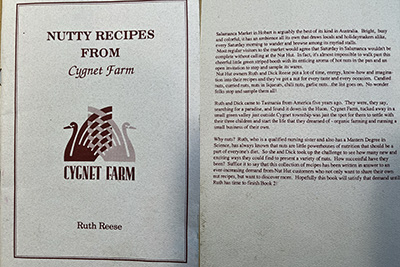 NUTTY RECIPES
FROM
Cygnet Farm
CYGNET FARM
Ruth Reese
Salamanca Market in Hobart is arguably the best of its kind in Australia. Bright, busy
and colorful, it has an ambience all its own that draws locals and holidaymakers alike,
every Saturday morning to wander and browse among its myriad stalls.
Most regular visitors to the market would agree that Saturday in Salamanca wouldn't be
complete without calling at the Nut Hut. In fact, it's almost impossible to walk past this
cheerful little green striped booth with its enticing aroma of hot nuts in the pan and an
open invitation to stay and sample its wares.
Nut Hut owners Ruth and Dick Reese put a lot of time, energy, know-how and imagina-
tion into their recipes and they've got a nut for every taste and every occasion. Candied
nuts, slurried nuts, nuts in liqueur, chilli nuts, garlic nuts...the list goes on. No wonder
folks stop and sample them all!
Ruth and Dick came to Tasmania from America five years ago. They were, they say,
searching for a paradise, and found it down in the Huon. Cygnet Farm, tucked away in a
small green valley just outside Cygnet township was just the spot for them to settle with
their three children and start the life that they dreamed of - organic farming and running a
small business of their own.
Why nuts? Ruth, who is a qualified nursing sister and also has a Masters Degree in
Science, has always known that nuts are little powerhouses of nutrition that should be a
part of everyone's diet. So she and Dick took up the challenge to see how many new and
exciting ways they could find to present a variety of nuts. How successful have they
been? Suffice it to say that this collection of recipes has been written in answer to an
ever-increasing demand from Nut Hut customers who not only want to share their own
nut recipes, but want to discover more. Hopefully this book will satisfy that demand until
Ruth has time to finish Book 2!